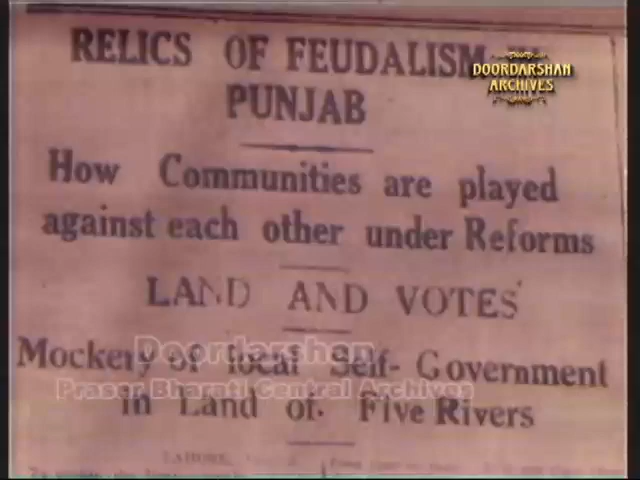 RELICS OF FEUDALISM
DOORDARSHAN
ARCHIVES
PUNJAB
How Communities are played
against each other under Reforms
LAND AND VOTES
Mockery of local Self-Government
in Land of Five Rivers
Doordarshan
Prasar Bharati Central Archives
LAHORE,